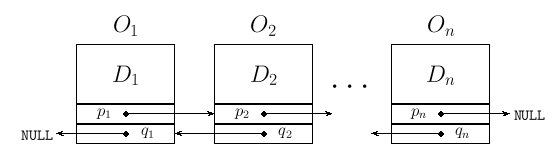 O₁ O₂ Oₙ
D₁ D₂ . . . Dₙ
p₁ p₂ pₙ NULL
NULL q₁ q₂ qₙ